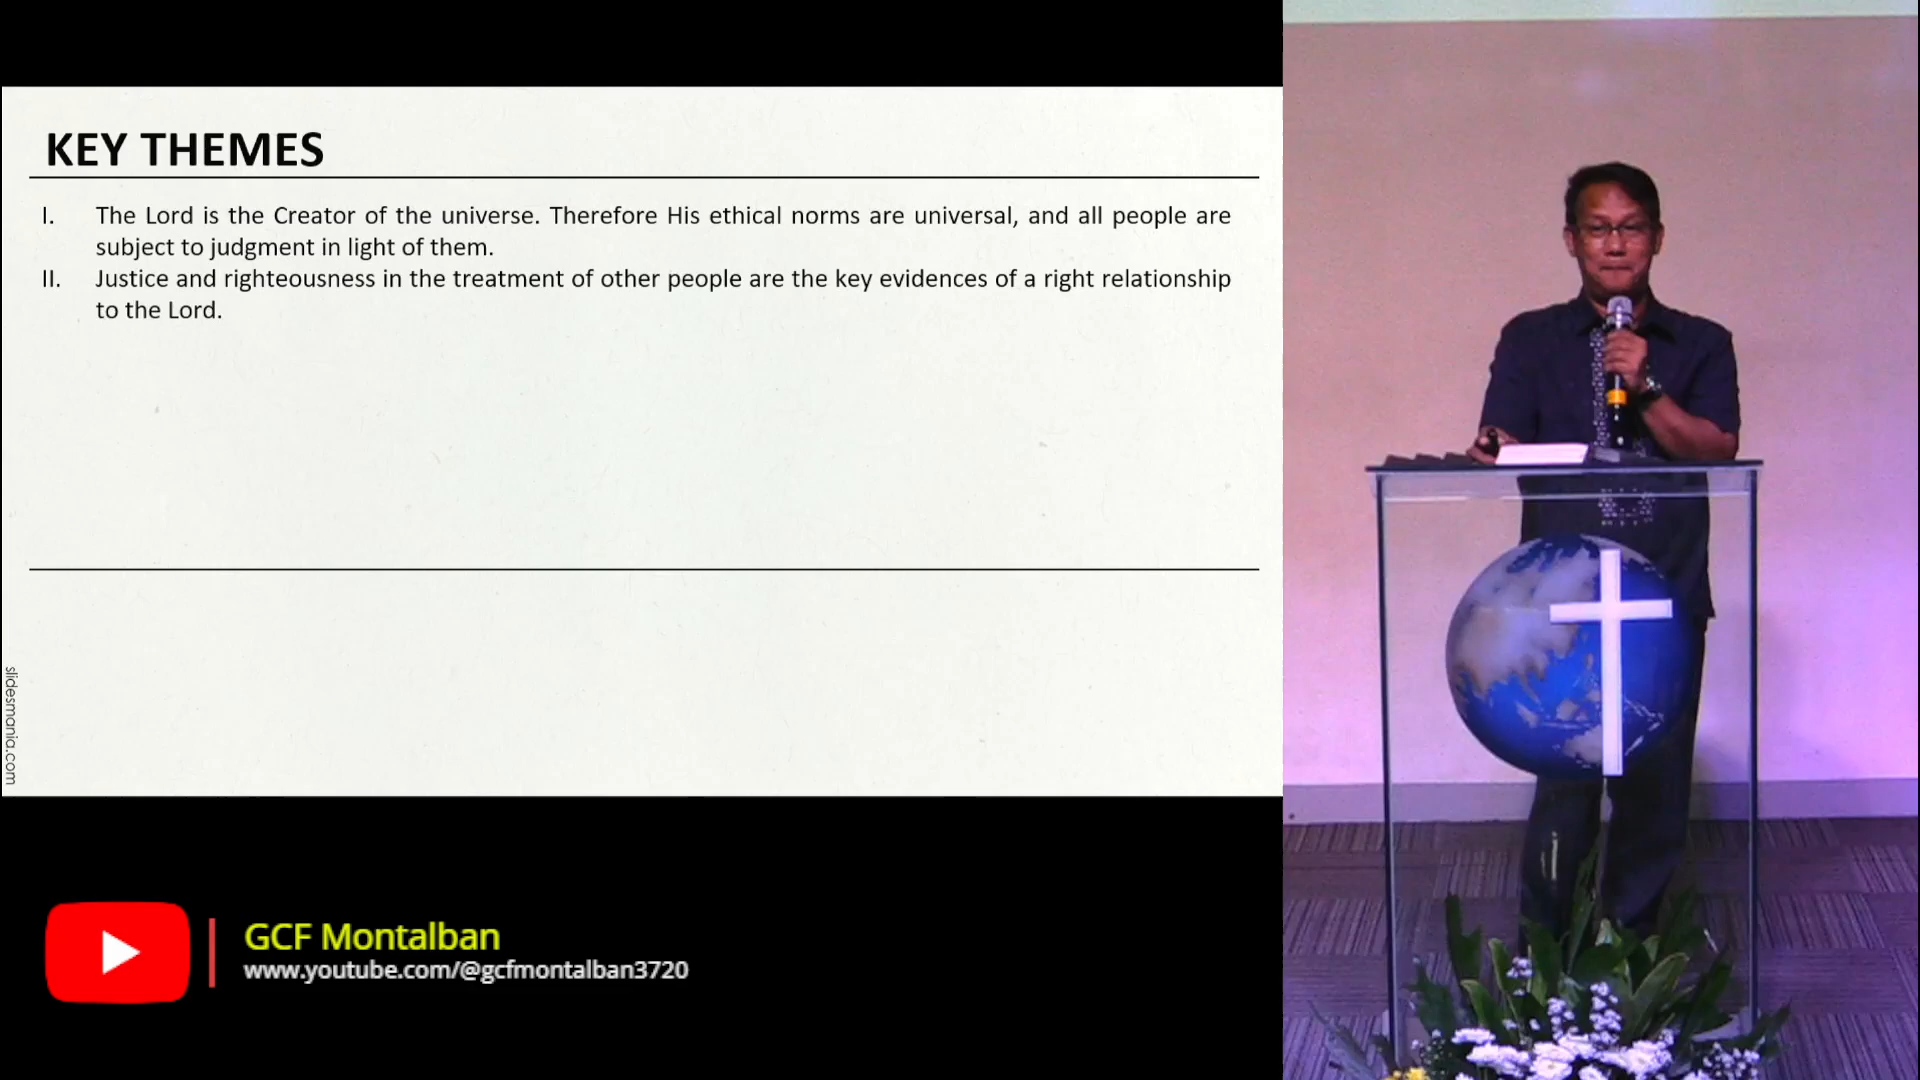 KEY THEMES
I. The Lord is the Creator of the universe. Therefore His ethical norms are universal, and all people are
subject to judgment in light of them.
II. Justice and righteousness in the treatment of other people are the key evidences of a right relationship
to the Lord.
slidesmania.com
GCF Montalban
www.youtube.com/@gcfmontalban3720